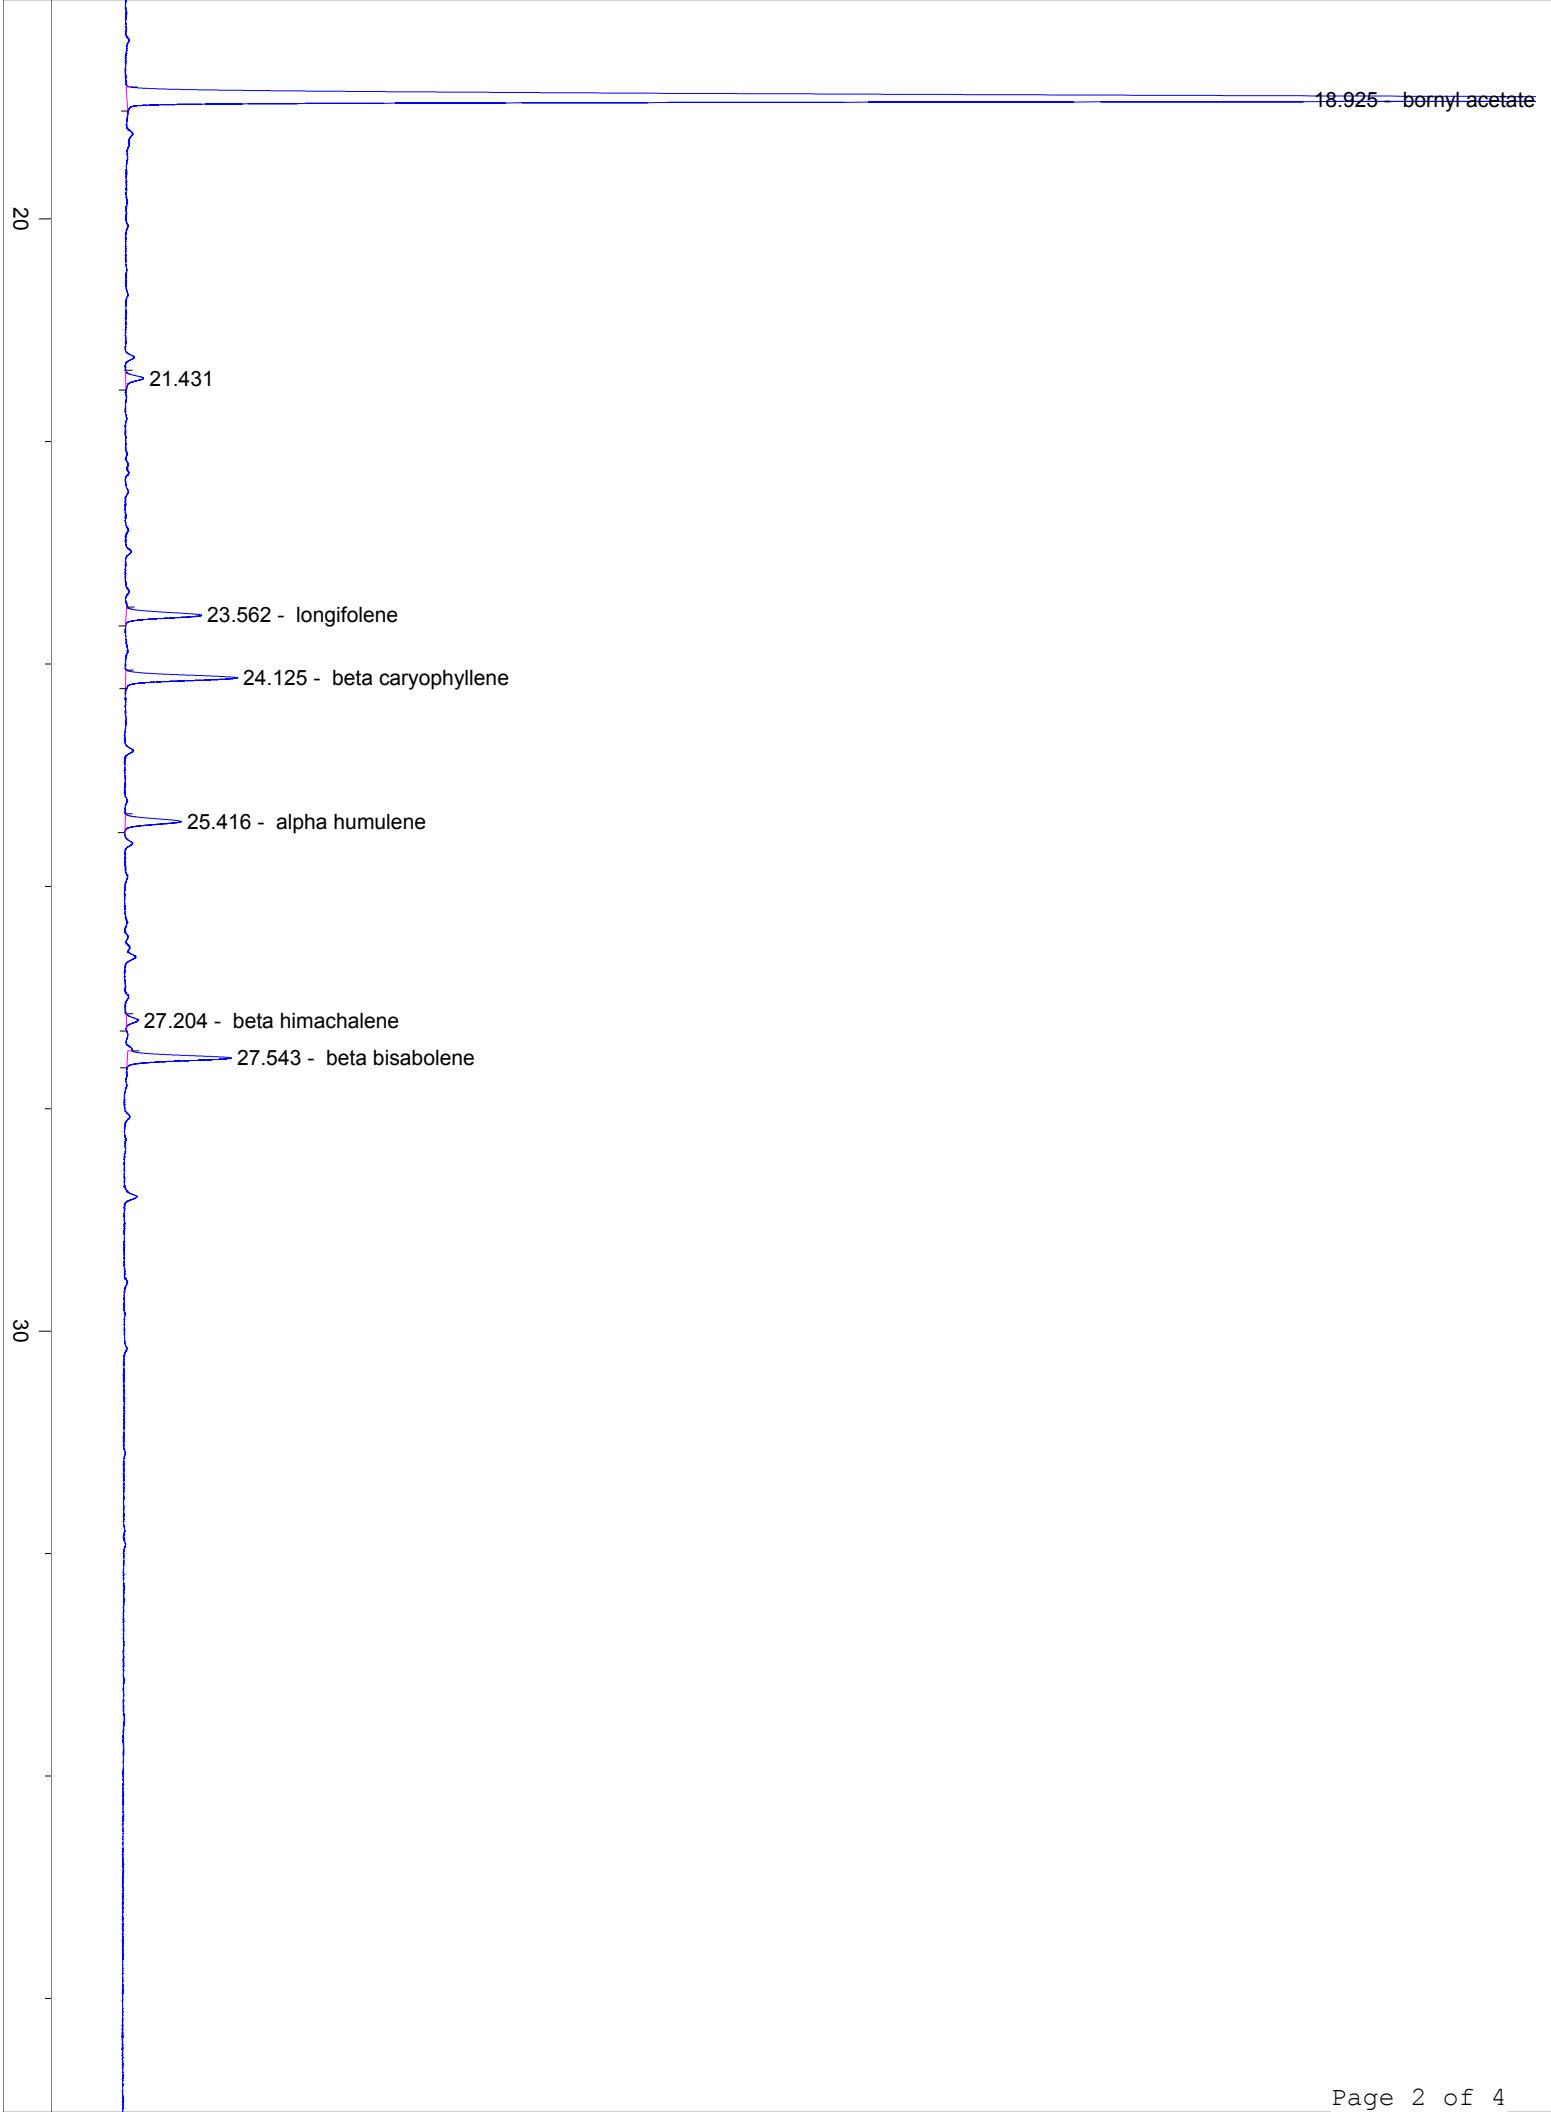 18.925 - bornyl acetate
20
21.431
23.562 - longifolene
24.125 - beta caryophyllene
25.416 - alpha humulene
27.204 - beta himachalene
27.543 - beta bisabolene
30
Page 2 of 4